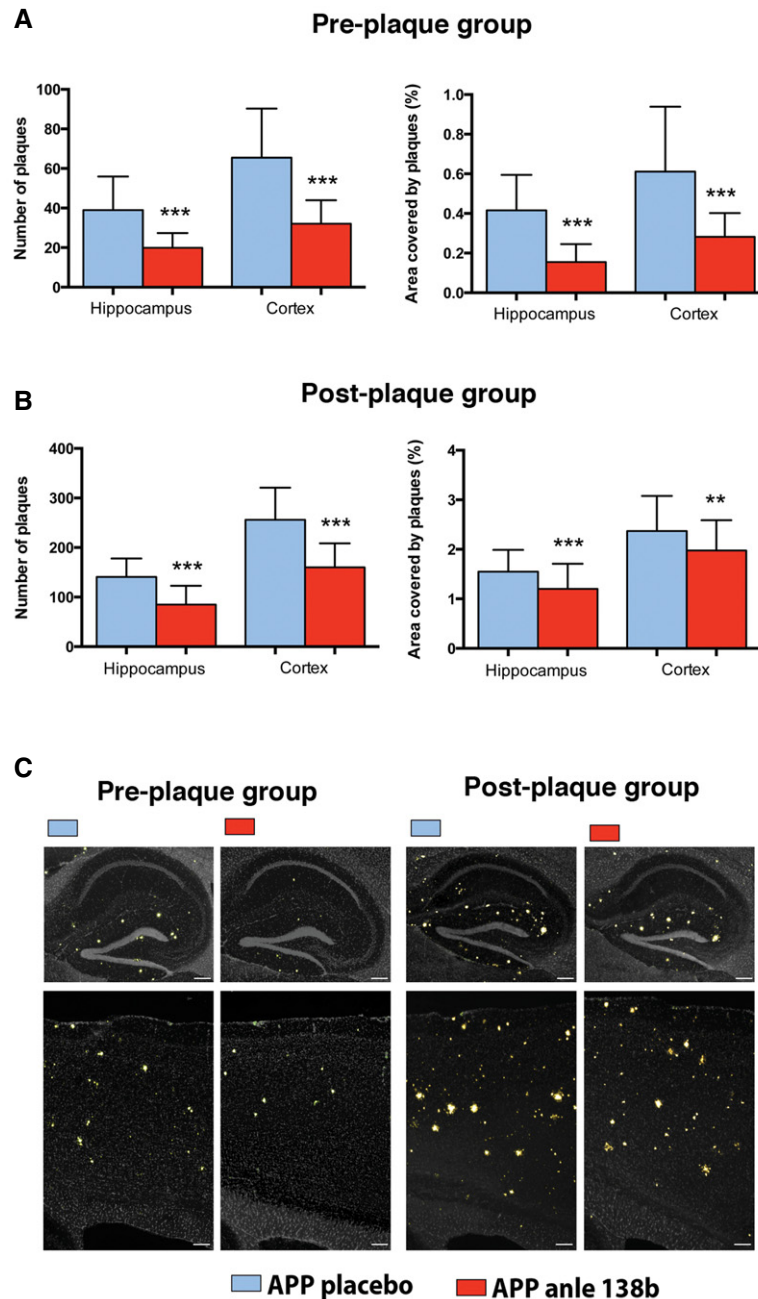 A
Pre-plaque group
Number of plaques
100
80
60
40
20
0
***
***
Hippocampus
Cortex
Area covered by plaques (%)
1.0
0.8
0.6
0.4
0.2
0.0
***
***
Hippocampus
Cortex
B
Post-plaque group
Number of plaques
400
300
200
100
0
***
***
Hippocampus
Cortex
Area covered by plaques (%)
4
3
2
1
0
***
**
Hippocampus
Cortex
C
Pre-plaque group
Post-plaque group
APP placebo
APP anle 138b